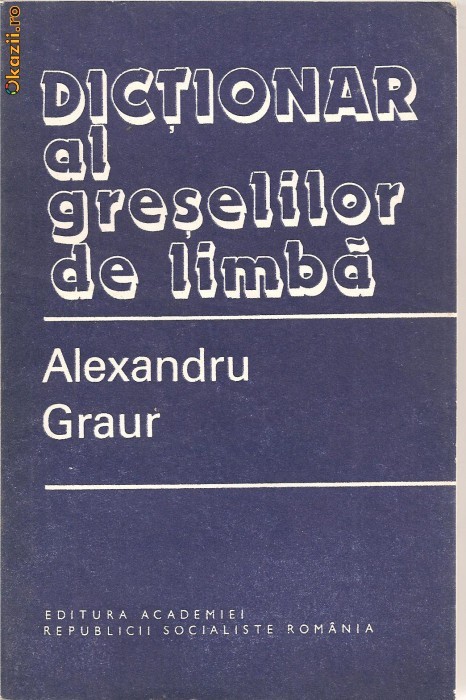 Okazii.ro
DICȚIONAR
al
greșelilor
de limbă
Alexandru
Graur
EDITURA ACADEMIEI
REPUBLICII SOCIALISTE ROMÂNIA